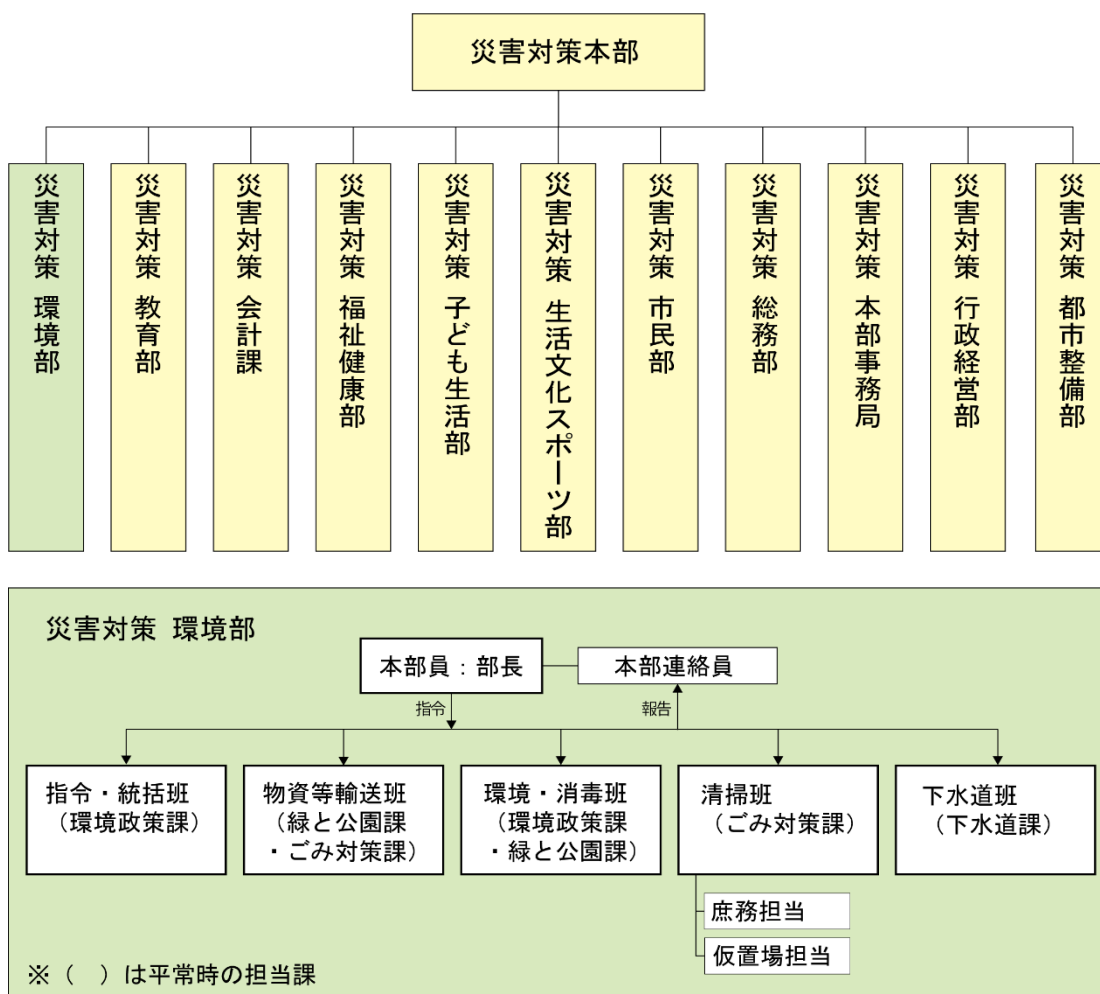 災害対策本部
災害対策 環境部
災害対策 教育部
災害対策 会計課
災害対策 福祉健康部
災害対策 子ども生活部
災害対策 生活文化スポーツ部
災害対策 市民部
災害対策 総務部
災害対策 本部事務局
災害対策 行政経営部
災害対策 都市整備部
災害対策 環境部
本部員：部長
本部連絡員
指令
報告
指令・統括班
（環境政策課）
物資等輸送班
（緑と公園課
・ごみ対策課）
環境・消毒班
（環境政策課
・緑と公園課）
清掃班
（ごみ対策課）
下水道班
（下水道課）
庶務担当
仮置場担当
※（　）は平常時の担当課